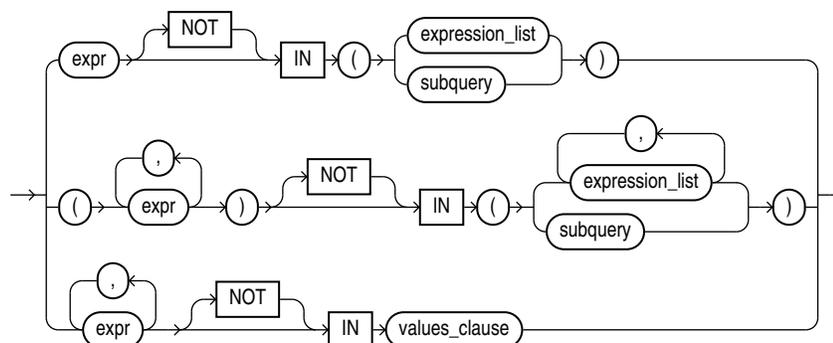 NOT
expr IN ( expression_list )
subquery
, ,
( expr ) NOT IN ( expression_list )
subquery
,
expr NOT IN values_clause